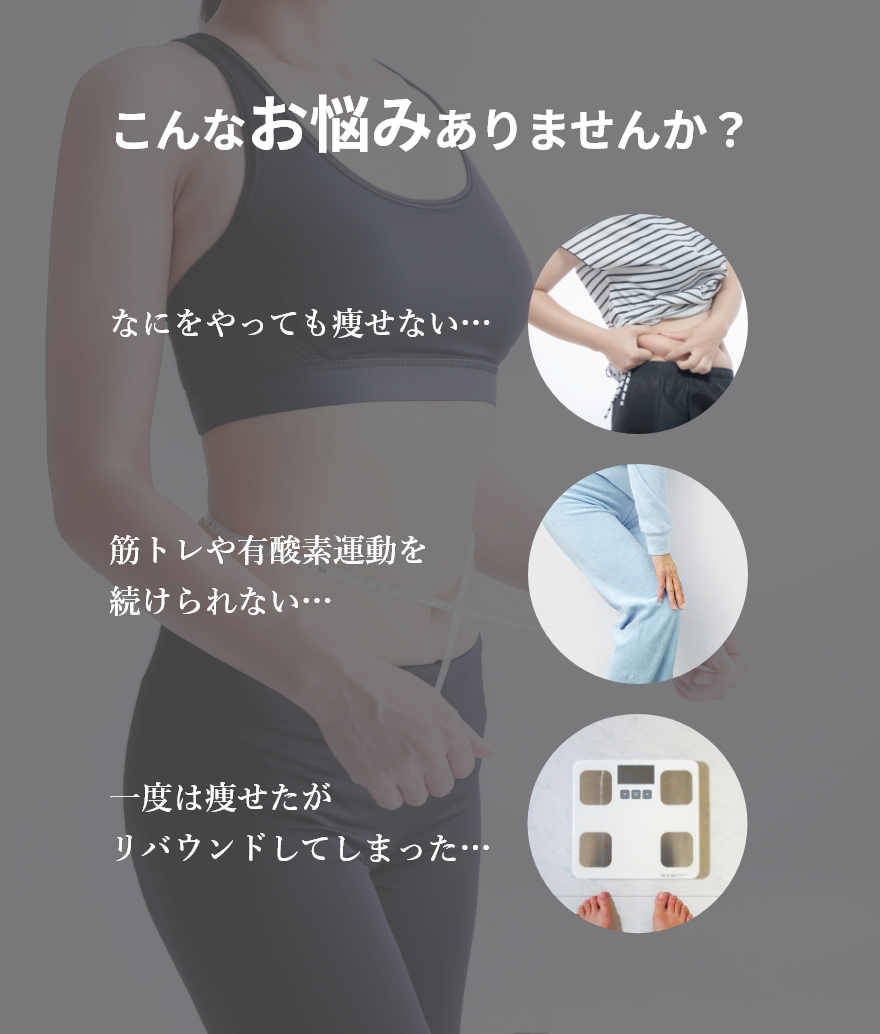 こんなお悩みありませんか？
なにをやっても痩せない…
筋トレや有酸素運動を
続けられない…
一度は痩せたが
リバウンドしてしまった…